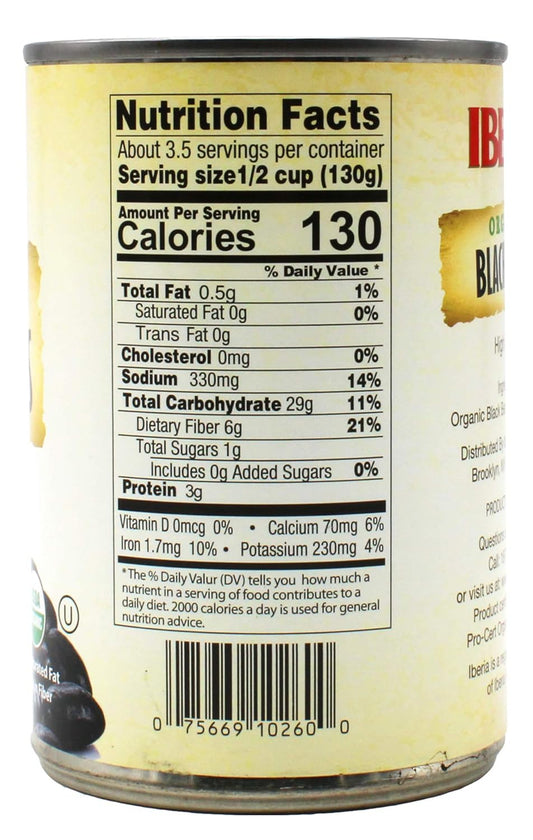 Nutrition Facts
About 3.5 servings per container
Serving size1/2 cup (130g)
Amount Per Serving
Calories 130
% Daily Value *
Total Fat 0.5g 1%
Saturated Fat 0g 0%
Trans Fat 0g
Cholesterol 0mg 0%
Sodium 330mg 14%
Total Carbohydrate 29g 11%
Dietary Fiber 6g 21%
Total Sugars 1g
Includes 0g Added Sugars 0%
Protein 3g
Vitamin D 0mcg 0% • Calcium 70mg 6%
Iron 1.7mg 10% • Potassium 230mg 4%
*The % Daily Valur (DV) tells you how much a
nutrient in a serving of food contributes to a
daily diet. 2000 calories a day is used for general
nutrition advice.
0 75669 10260 0
U
Fat
Fiber
IBE
BLAC
Organic Black
Distributed
Brooklyn,
Call:
or visit us at:
Product
Pro-Cert
Iberia is a
of